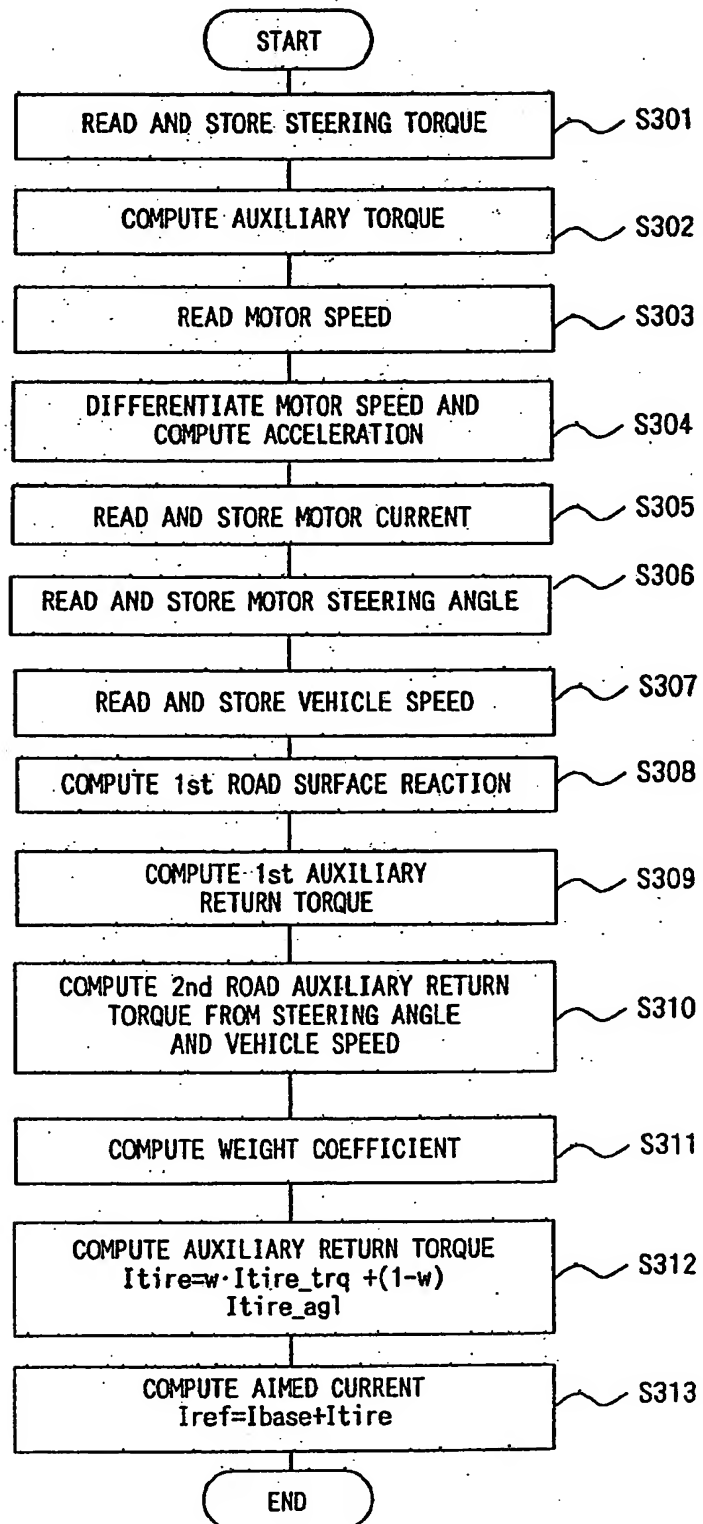 START
READ AND STORE STEERING TORQUE
S301
COMPUTE AUXILIARY TORQUE
S302
READ MOTOR SPEED
S303
DIFFERENTIATE MOTOR SPEED AND
COMPUTE ACCELERATION
S304
READ AND STORE MOTOR CURRENT
S305
READ AND STORE MOTOR STEERING ANGLE
S306
READ AND STORE VEHICLE SPEED
S307
COMPUTE 1st ROAD SURFACE REACTION
S308
COMPUTE 1st AUXILIARY
RETURN TORQUE
S309
COMPUTE 2nd ROAD AUXILIARY RETURN
TORQUE FROM STEERING ANGLE
AND VEHICLE SPEED
S310
COMPUTE WEIGHT COEFFICIENT
S311
COMPUTE AUXILIARY RETURN TORQUE
Itire=w·Itire_trq +(1-w)
Itire_agl
S312
COMPUTE AIMED CURRENT
Iref=Ibase+Itire
S313
END